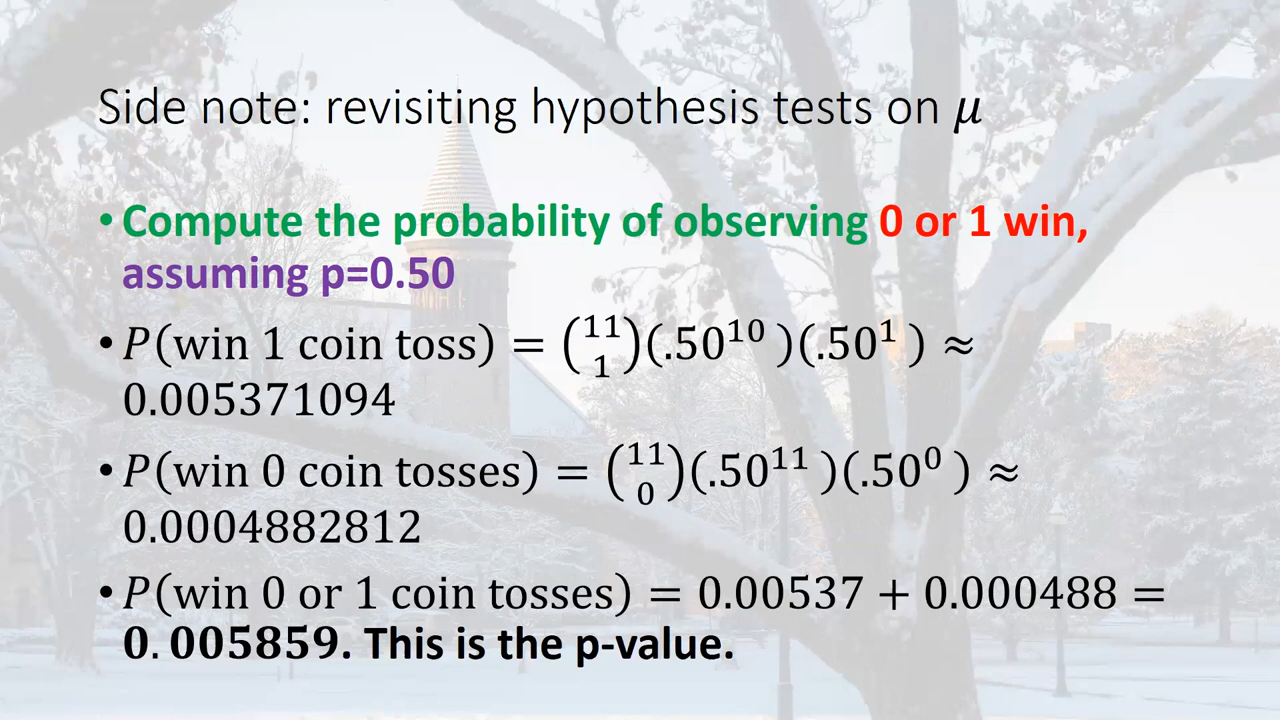 Side note: revisiting hypothesis tests on 𝜇
• Compute the probability of observing 0 or 1 win,
assuming p=0.50
• 𝑃(win 1 coin toss) = (11 1)(.50^10 )(.50^1 ) ≈
0.005371094
• 𝑃(win 0 coin tosses) = (11 0)(.50^11 )(.50^0 ) ≈
0.0004882812
• 𝑃(win 0 or 1 coin tosses) = 0.00537 + 0.000488 =
0.005859. This is the p-value.